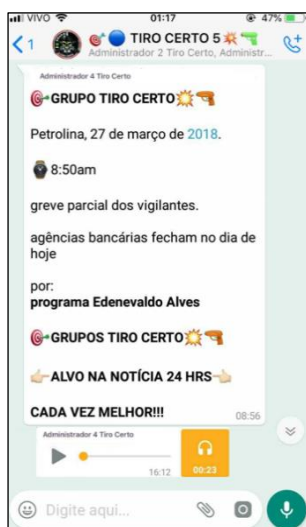 VIVO 01:17 47%
1 TIRO CERTO 5
Administrador 2 Tiro Certo, Administr...
Administrador 4 Tiro Certo
GRUPO TIRO CERTO
Petrolina, 27 de março de 2018.
8:50am
greve parcial dos vigilantes.
agências bancárias fecham no dia de
hoje
por:
programa Edenevaldo Alves
GRUPOS TIRO CERTO
ALVO NA NOTÍCIA 24 HRS
CADA VEZ MELHOR!!! 08:56
Administrador 4 Tiro Certo
16:12 00:23
Digite aqui...